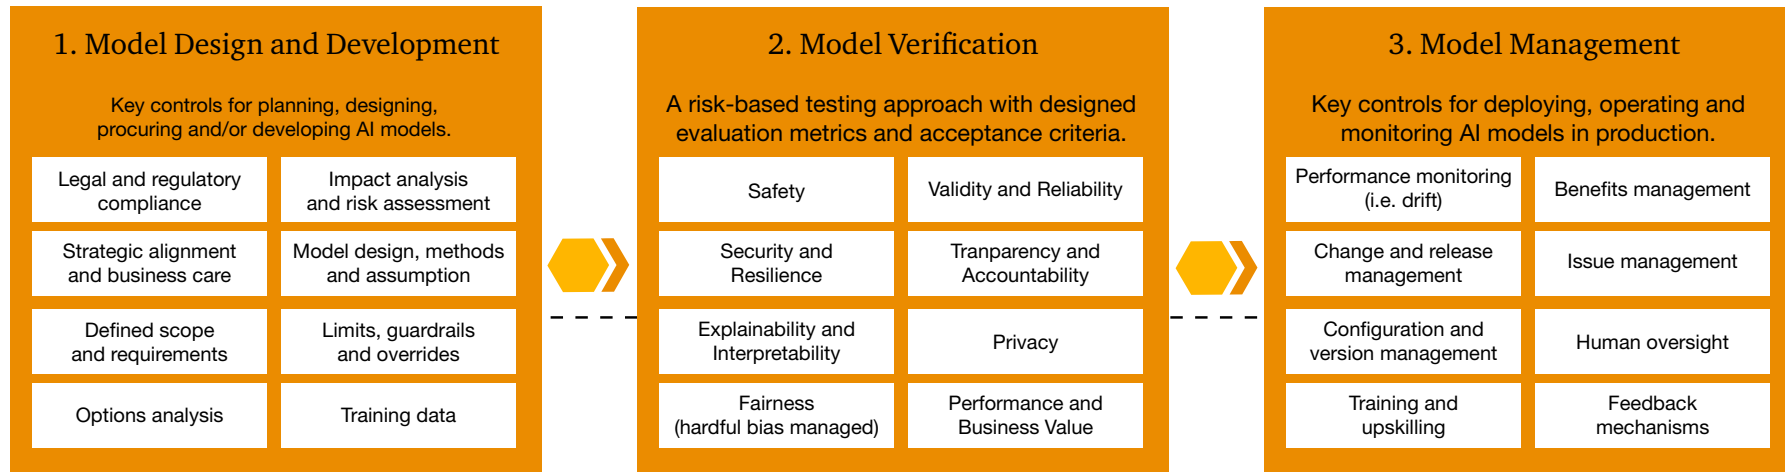 1. Model Design and Development
Key controls for planning, designing,
procuring and/or developing AI models.
Legal and regulatory
compliance
Impact analysis
and risk assessment
Strategic alignment
and business care
Model design, methods
and assumption
Defined scope
and requirements
Limits, guardrails
and overrides
Options analysis
Training data
2. Model Verification
A risk-based testing approach with designed
evaluation metrics and acceptance criteria.
Safety
Validity and Reliability
Security and
Resilience
Tranparency and
Accountability
Explainability and
Interpretability
Privacy
Fairness
(hardful bias managed)
Performance and
Business Value
3. Model Management
Key controls for deploying, operating and
monitoring AI models in production.
Performance monitoring
(i.e. drift)
Benefits management
Change and release
management
Issue management
Configuration and
version management
Human oversight
Training and
upskilling
Feedback
mechanisms